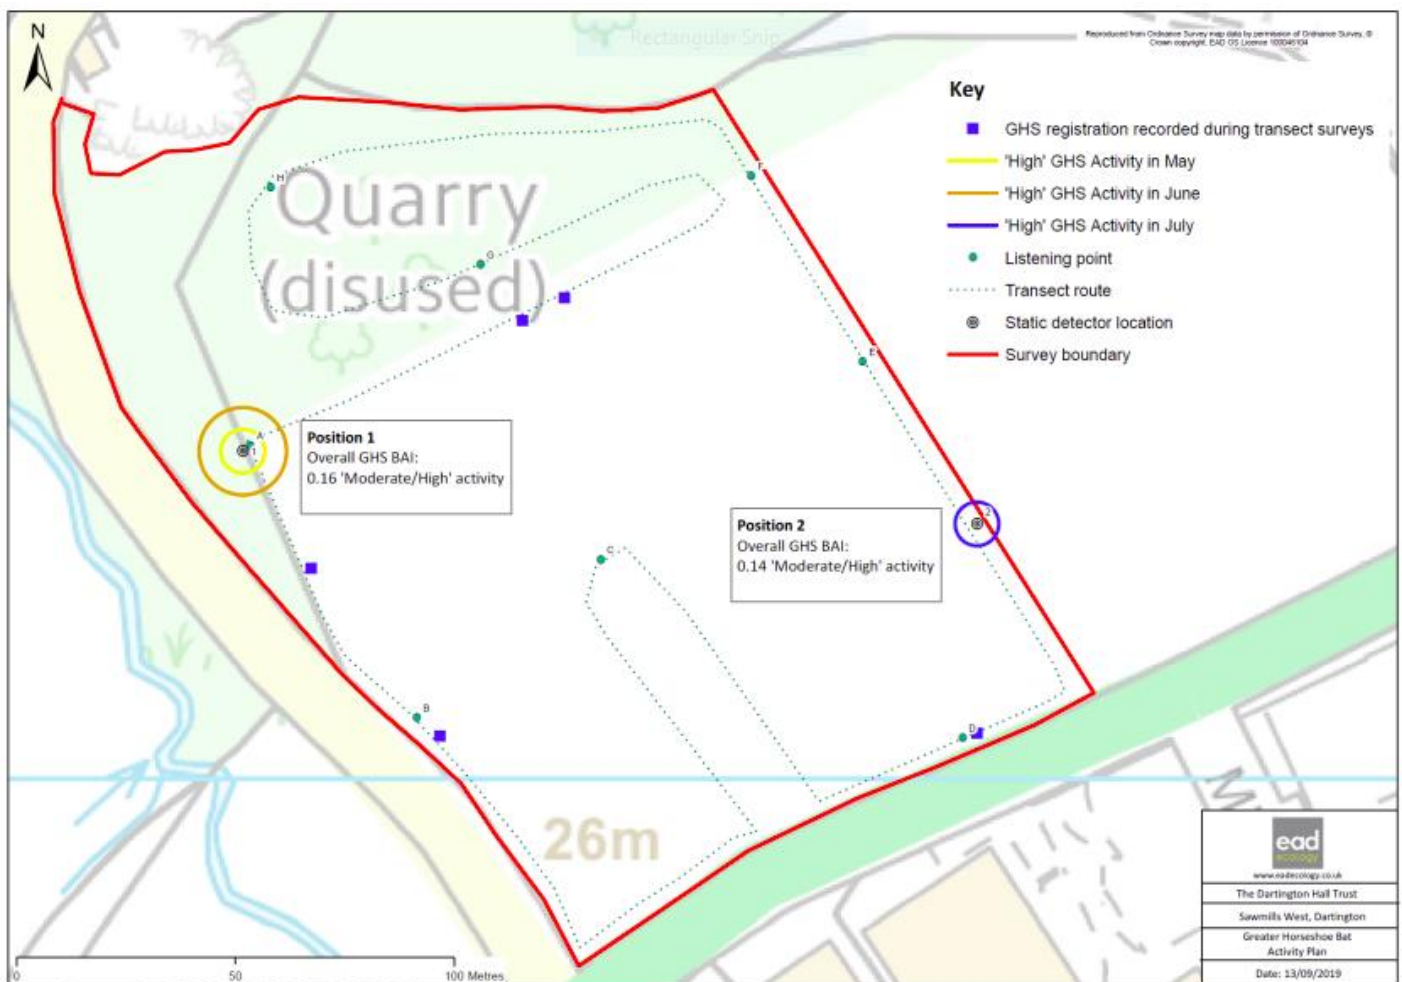 N
Rectangular Snip
Reproduced from Ordnance Survey map data by permission of Ordnance Survey, ©
Crown copyright, EAD OS Licence 100046104
Key
GHS registration recorded during transect surveys
'High' GHS Activity in May
'High' GHS Activity in June
'High' GHS Activity in July
Listening point
Transect route
Static detector location
Survey boundary
H
F
Quarry
G
(disused)
E
A
1
Position 1
Overall GHS BAI:
0.16 'Moderate/High' activity
2
Position 2
Overall GHS BAI:
0.14 'Moderate/High' activity
C
B
D
26m
ead
ecology
www.eadecology.co.uk
The Dartington Hall Trust
Sawmills West, Dartington
Greater Horseshoe Bat
Activity Plan
Date: 13/09/2019
0
50
100 Metres